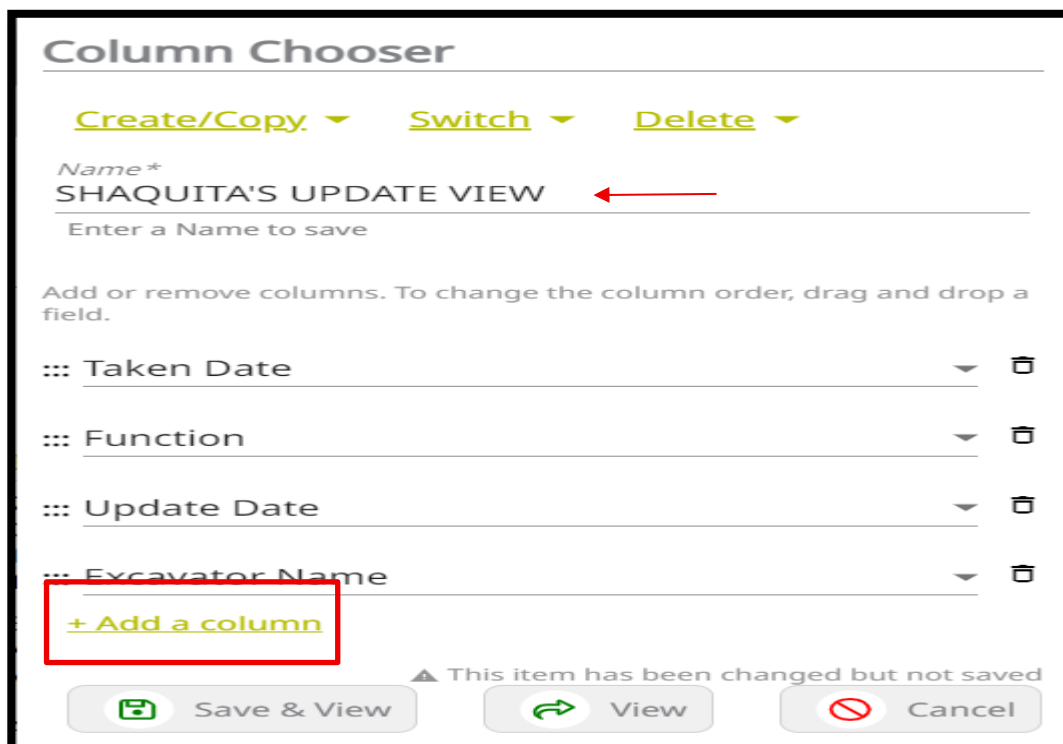 Column Chooser
Create/Copy Switch Delete
Name*
SHAQUITA'S UPDATE VIEW
Enter a Name to save
Add or remove columns. To change the column order, drag and drop a
field.
Taken Date
Function
Update Date
Excavator Name
+ Add a column
This item has been changed but not saved
Save & View View Cancel